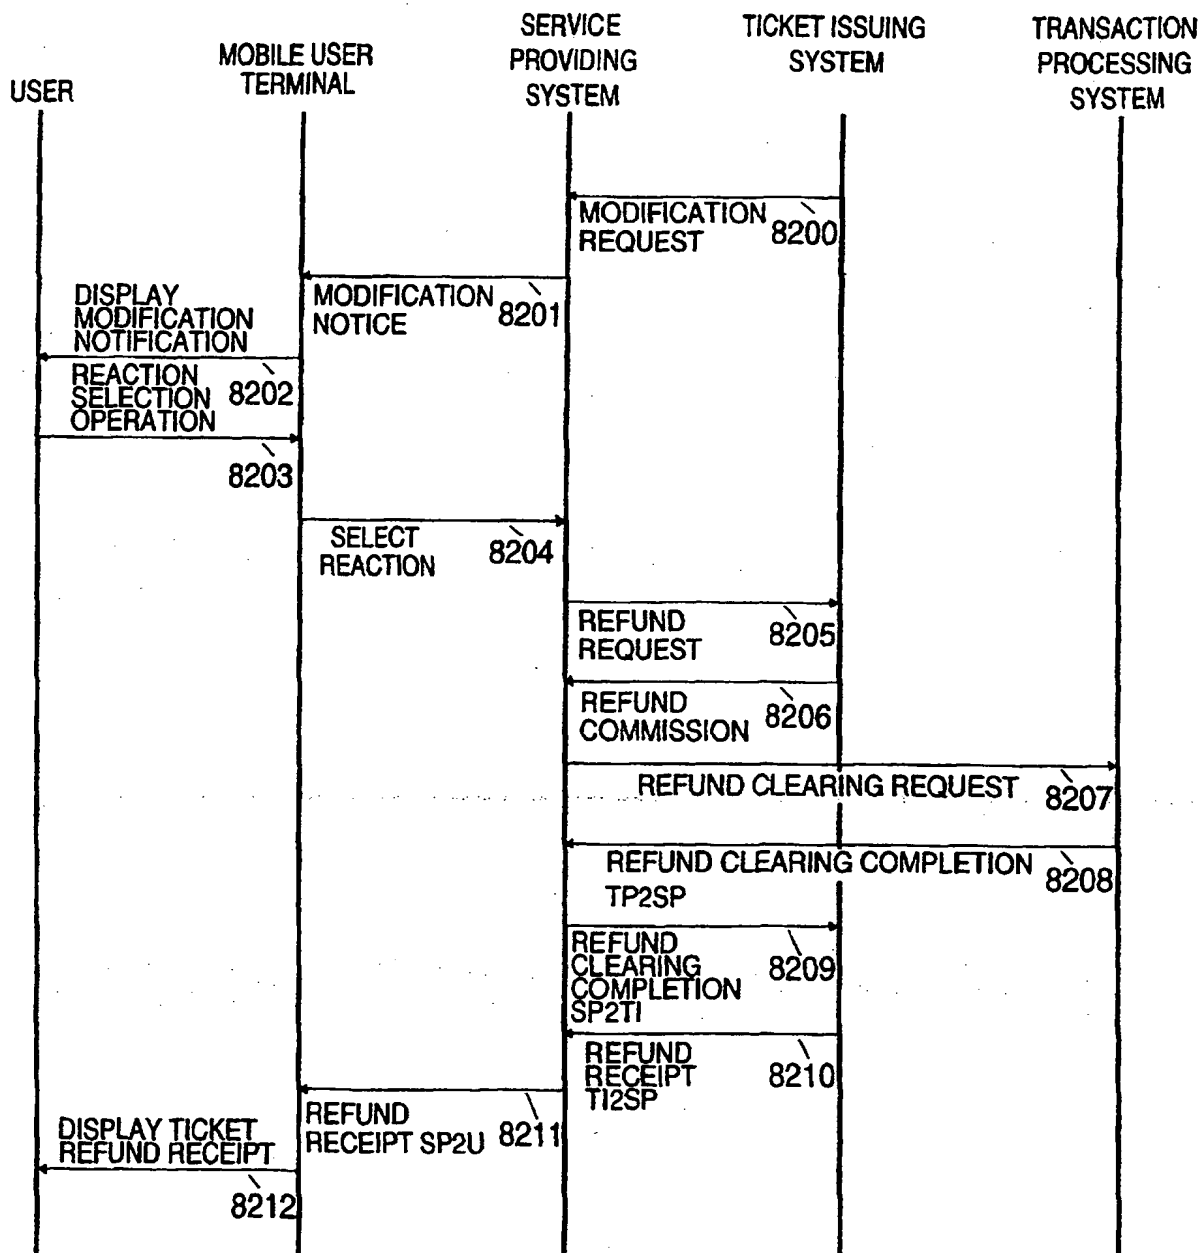 USER
MOBILE USER
TERMINAL
SERVICE
PROVIDING
SYSTEM
TICKET ISSUING
SYSTEM
TRANSACTION
PROCESSING
SYSTEM
MODIFICATION
REQUEST
8200
MODIFICATION
NOTICE
8201
DISPLAY
MODIFICATION
NOTIFICATION
8202
REACTION
SELECTION
OPERATION
8203
SELECT
REACTION
8204
REFUND
REQUEST
8205
REFUND
COMMISSION
8206
REFUND CLEARING REQUEST
8207
REFUND CLEARING COMPLETION
TP2SP
8208
REFUND
CLEARING
COMPLETION
SP2TI
8209
REFUND
RECEIPT
TI2SP
8210
REFUND
RECEIPT SP2U
8211
DISPLAY TICKET
REFUND RECEIPT
8212